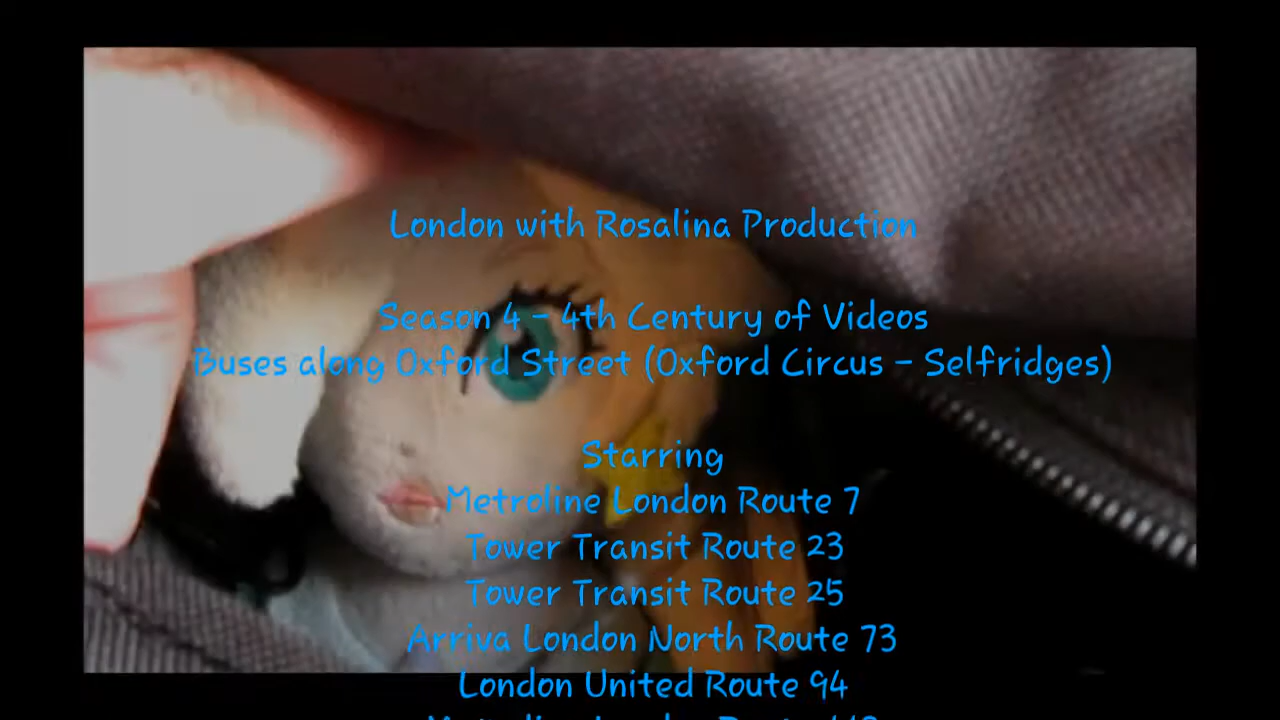 London with Rosalina Production
Season 4 - 4th Century of Videos
Buses along Oxford Street (Oxford Circus - Selfridges)
Starring
Metroline London Route 7
Tower Transit Route 23
Tower Transit Route 25
Arriva London North Route 73
London United Route 94